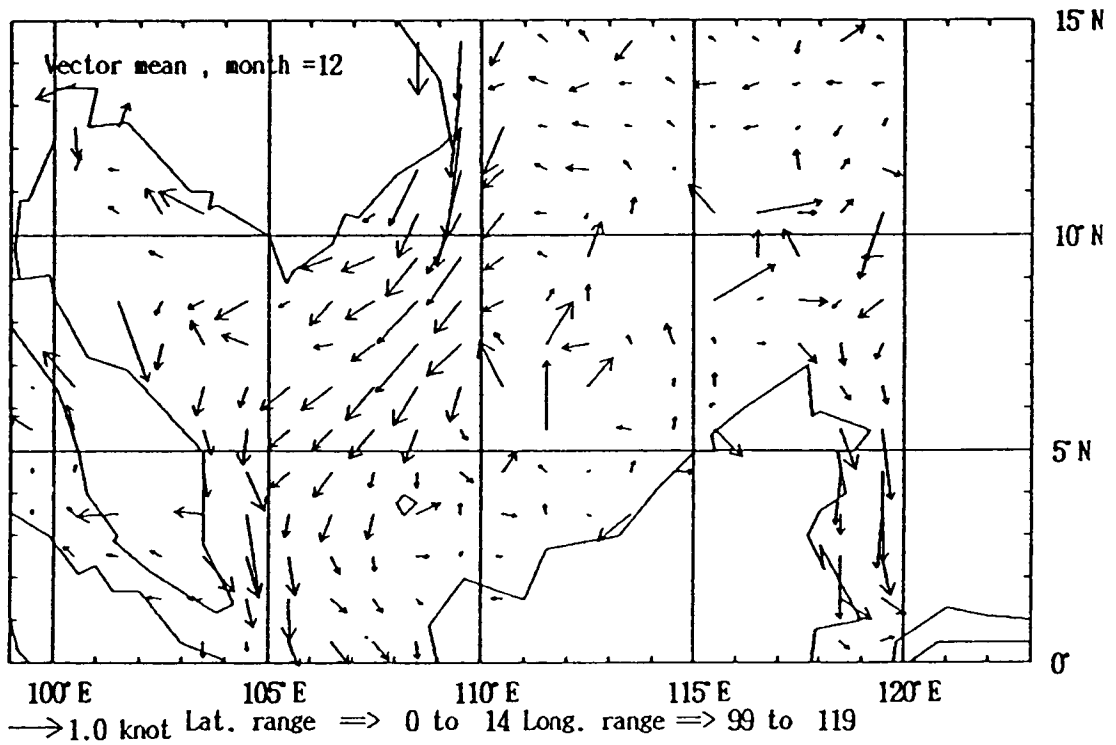 15° N
Vector mean , month =12
10° N
5° N
0°
100° E 105° E 110° E 115° E 120° E
1.0 knot Lat. range => 0 to 14 Long. range => 99 to 119